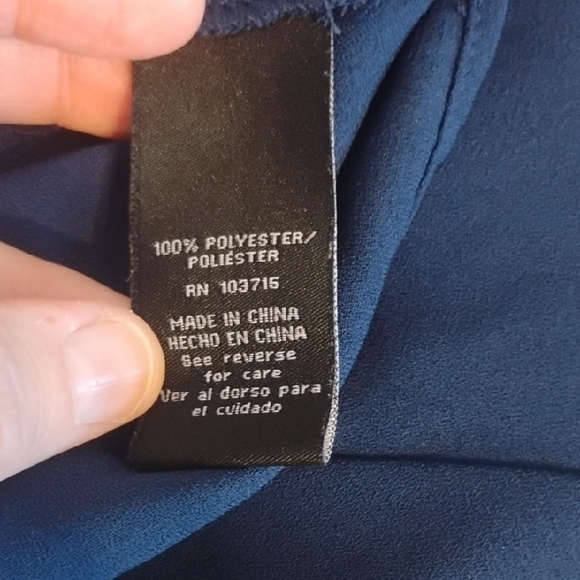 100% POLYESTER/
POLIÉSTER
RN 103715
MADE IN CHINA
HECHO EN CHINA
See reverse
for care
Ver al dorso para
el cuidado